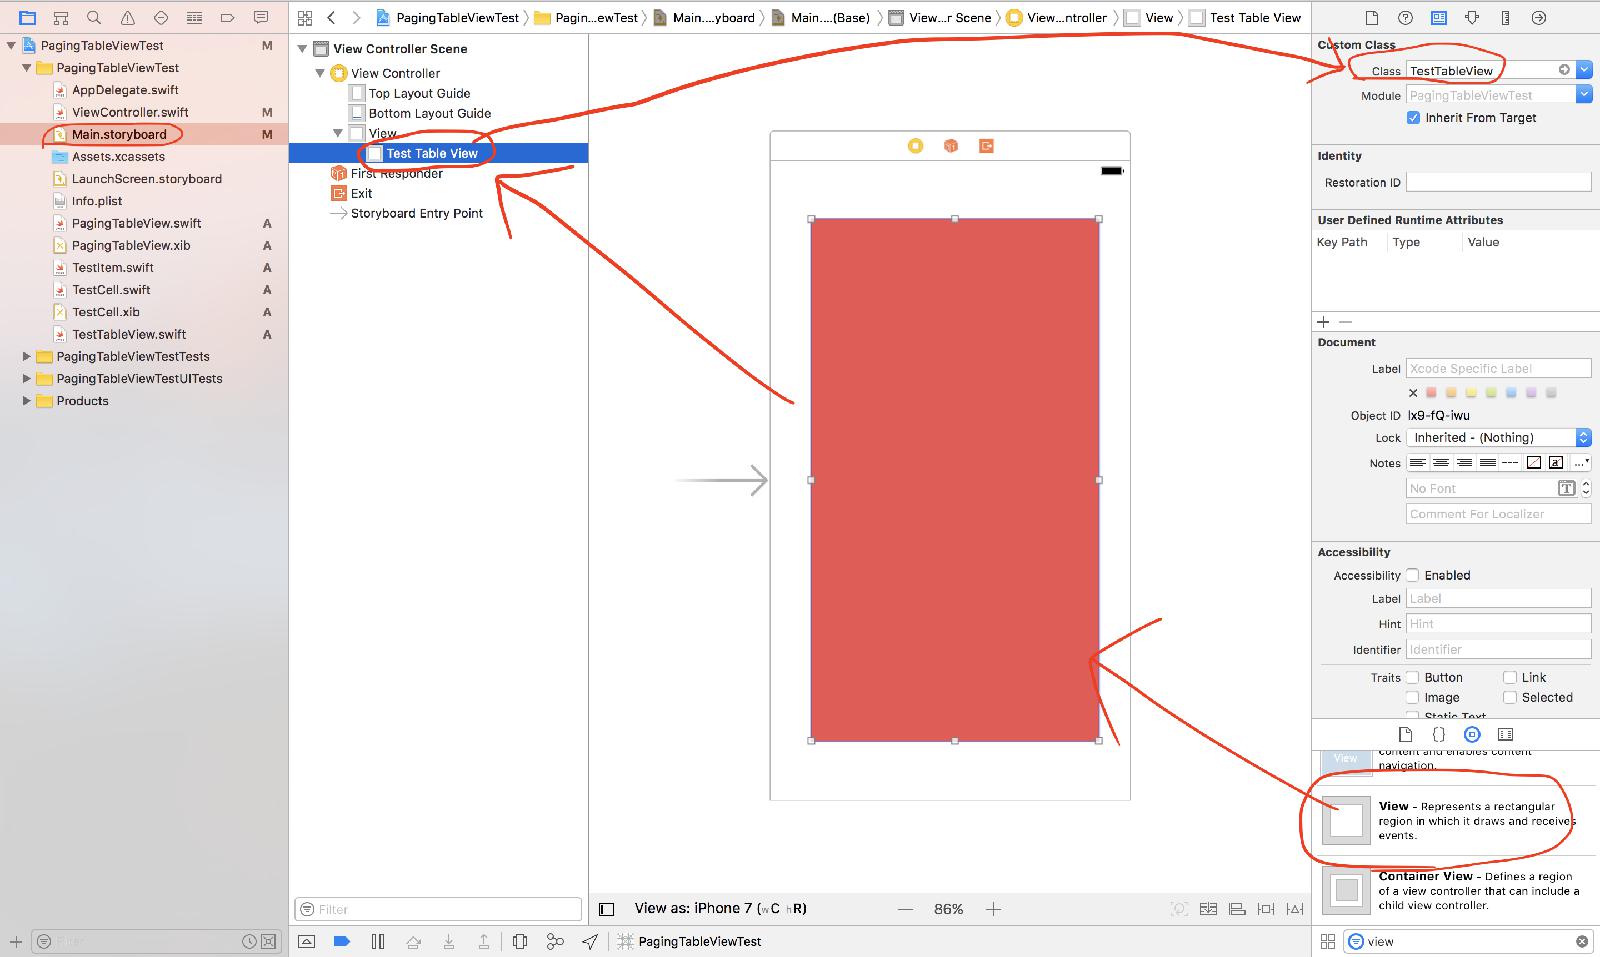 PagingTableViewTest
Pagin...ewTest
Main....yboard
Main....(Base)
View...r Scene
View...ntroller
View
Test Table View
PagingTableViewTest M
PagingTableViewTest
AppDelegate.swift
ViewController.swift M
Main.storyboard M
Assets.xcassets
LaunchScreen.storyboard
Info.plist
PagingTableView.swift A
PagingTableView.xib A
TestItem.swift A
TestCell.swift A
TestCell.xib A
TestTableView.swift A
PagingTableViewTestTests
PagingTableViewTestUITests
Products
Filter
View Controller Scene
View Controller
Top Layout Guide
Bottom Layout Guide
View
Test Table View
First Responder
Exit
Storyboard Entry Point
Filter
View as: iPhone 7 (wC hR)
86%
PagingTableViewTest
Custom Class
Class TestTableView
Module PagingTableViewTest
Inherit From Target
Identity
Restoration ID
User Defined Runtime Attributes
Key Path Type Value
Document
Label Xcode Specific Label
Object ID lx9-fQ-iwu
Lock Inherited - (Nothing)
Notes
No Font
Comment For Localizer
Accessibility
Accessibility Enabled
Label Label
Hint Hint
Identifier Identifier
Traits Button Link
Image Selected
Static Text
View
content and enables content
navigation.
View - Represents a rectangular
region in which it draws and receives
events.
Container View - Defines a region
of a view controller that can include a
child view controller.
view